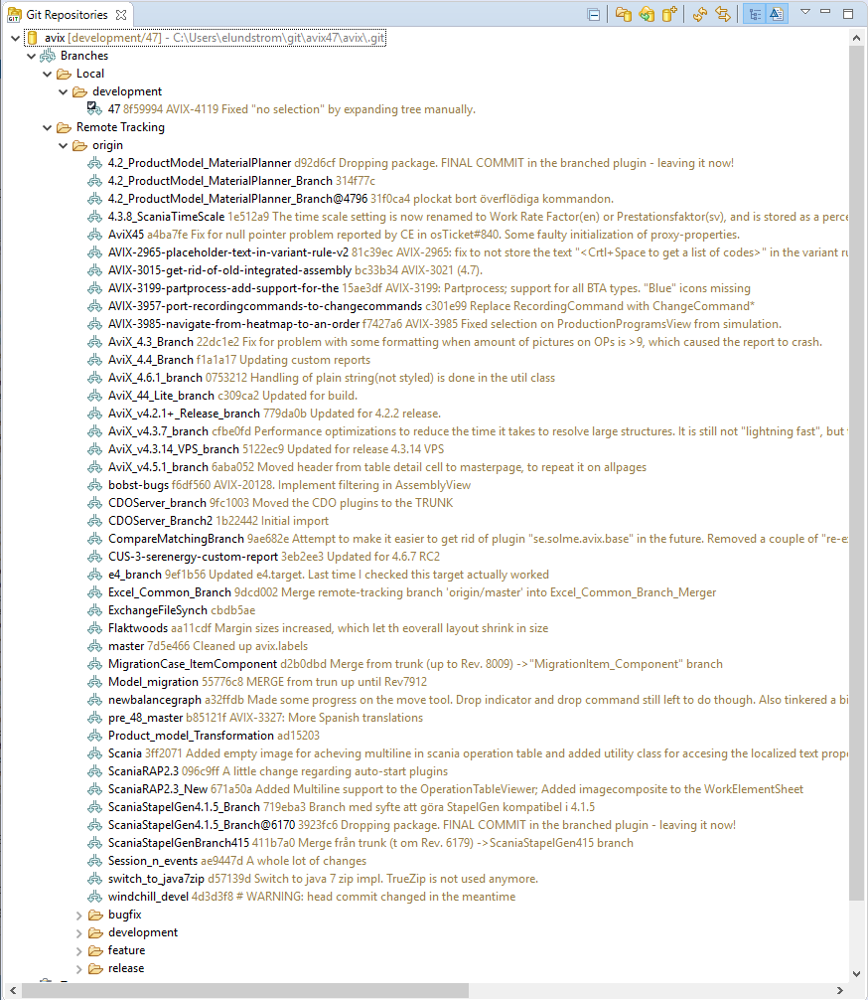 Git Repositories
avix [development/47] - C:\Users\elundstrom\git\avix47\avix\.git
Branches
Local
development
47 8f59994 AVIX-4119 Fixed "no selection" by expanding tree manually.
Remote Tracking
origin
4.2_ProductModel_MaterialPlanner d92d6cf Dropping package. FINAL COMMIT in the branched plugin - leaving it now!
4.2_ProductModel_MaterialPlanner_Branch 314f77c
4.2_ProductModel_MaterialPlanner_Branch@4796 31f0ca4 plockat bort överflödiga kommandon.
4.3.8_ScaniaTimeScale 1e512a9 The time scale setting is now renamed to Work Rate Factor(en) or Prestationsfaktor(sv), and is stored as a perce
AviX45 a4ba7fe Fix for null pointer problem reported by CE in osTicket#840. Some faulty initialization of proxy-properties.
AVIX-2965-placeholder-text-in-variant-rule-v2 81c39ec AVIX-2965: fix to not store the text "<Crtl+Space to get a list of codes>" in the variant ru
AVIX-3015-get-rid-of-old-integrated-assembly bc33b34 AVIX-3021 (4.7).
AVIX-3199-partprocess-add-support-for-the 15ae3df AVIX-3199: Partprocess; support for all BTA types. "Blue" icons missing
AVIX-3957-port-recordingcommands-to-changecommands c301e99 Replace RecordingCommand with ChangeCommand*
AVIX-3985-navigate-from-heatmap-to-an-order f7427a6 AVIX-3985 Fixed selection on ProductionProgramsView from simulation.
AviX_4.3_Branch 22dc1e2 Fix for problem with some formatting when amount of pictures on OPs is >9, which caused the report to crash.
AviX_4.4_Branch f1a1a17 Updating custom reports
AviX_4.6.1_branch 0753212 Handling of plain string(not styled) is done in the util class
AviX_44_Lite_branch c309ca2 Updated for build.
AviX_v4.2.1+_Release_branch 779da0b Updated for 4.2.2 release.
AviX_v4.3.7_branch cfbe0fd Performance optimizations to reduce the time it takes to resolve large structures. It is still not "lightning fast", but
AviX_v4.3.14_VPS_branch 5122ec9 Updated for release 4.3.14 VPS
AviX_v4.5.1_branch 6aba052 Moved header from table detail cell to masterpage, to repeat it on allpages
bobst-bugs f6df560 AVIX-20128. Implement filtering in AssemblyView
CDOServer_branch 9fc1003 Moved the CDO plugins to the TRUNK
CDOServer_Branch2 1b22442 Initial import
CompareMatchingBranch 9ae682e Attempt to make it easier to get rid of plugin "se.solme.avix.base" in the future. Removed a couple of "re-e
CUS-3-serenergy-custom-report 3eb2ee3 Updated for 4.6.7 RC2
e4_branch 9ef1b56 Updated e4.target. Last time I checked this target actually worked
Excel_Common_Branch 9dcd002 Merge remote-tracking branch 'origin/master' into Excel_Common_Branch_Merger
ExchangeFileSynch cbdb5ae
Flaktwoods aa11cdf Margin sizes increased, which let th eoverall layout shrink in size
master 7d5e466 Cleaned up avix.labels
MigrationCase_ItemComponent d2b0dbd Merge from trunk (up to Rev. 8009) ->"MigrationItem_Component" branch
Model_migration 55776c8 MERGE from trun up until Rev7912
newbalancegraph a32ffdb Made some progress on the move tool. Drop indicator and drop command still left to do though. Also tinkered a bi
pre_48_master b85121f AVIX-3327: More Spanish translations
Product_model_Transformation ad15203
Scania 3ff2071 Added empty image for acheving multiline in scania operation table and added utility class for accesing the localized text prop
ScaniaRAP2.3 096c9ff A little change regarding auto-start plugins
ScaniaRAP2.3_New 671a50a Added Multiline support to the OperationTableViewer; Added imagecomposite to the WorkElementSheet
ScaniaStapelGen4.1.5_Branch 719eba3 Branch med syfte att göra StapelGen kompatibel i 4.1.5
ScaniaStapelGen4.1.5_Branch@6170 3923fc6 Dropping package. FINAL COMMIT in the branched plugin - leaving it now!
ScaniaStapelGenBranch415 411b7a0 Merge från trunk (t om Rev. 6179) ->ScaniaStapelGen415 branch
Session_n_events ae9447d A whole lot of changes
switch_to_java7zip d57139d Switch to java 7 zip impl. TrueZip is not used anymore.
windchill_devel 4d3d3f8 # WARNING: head commit changed in the meantime
bugfix
development
feature
release